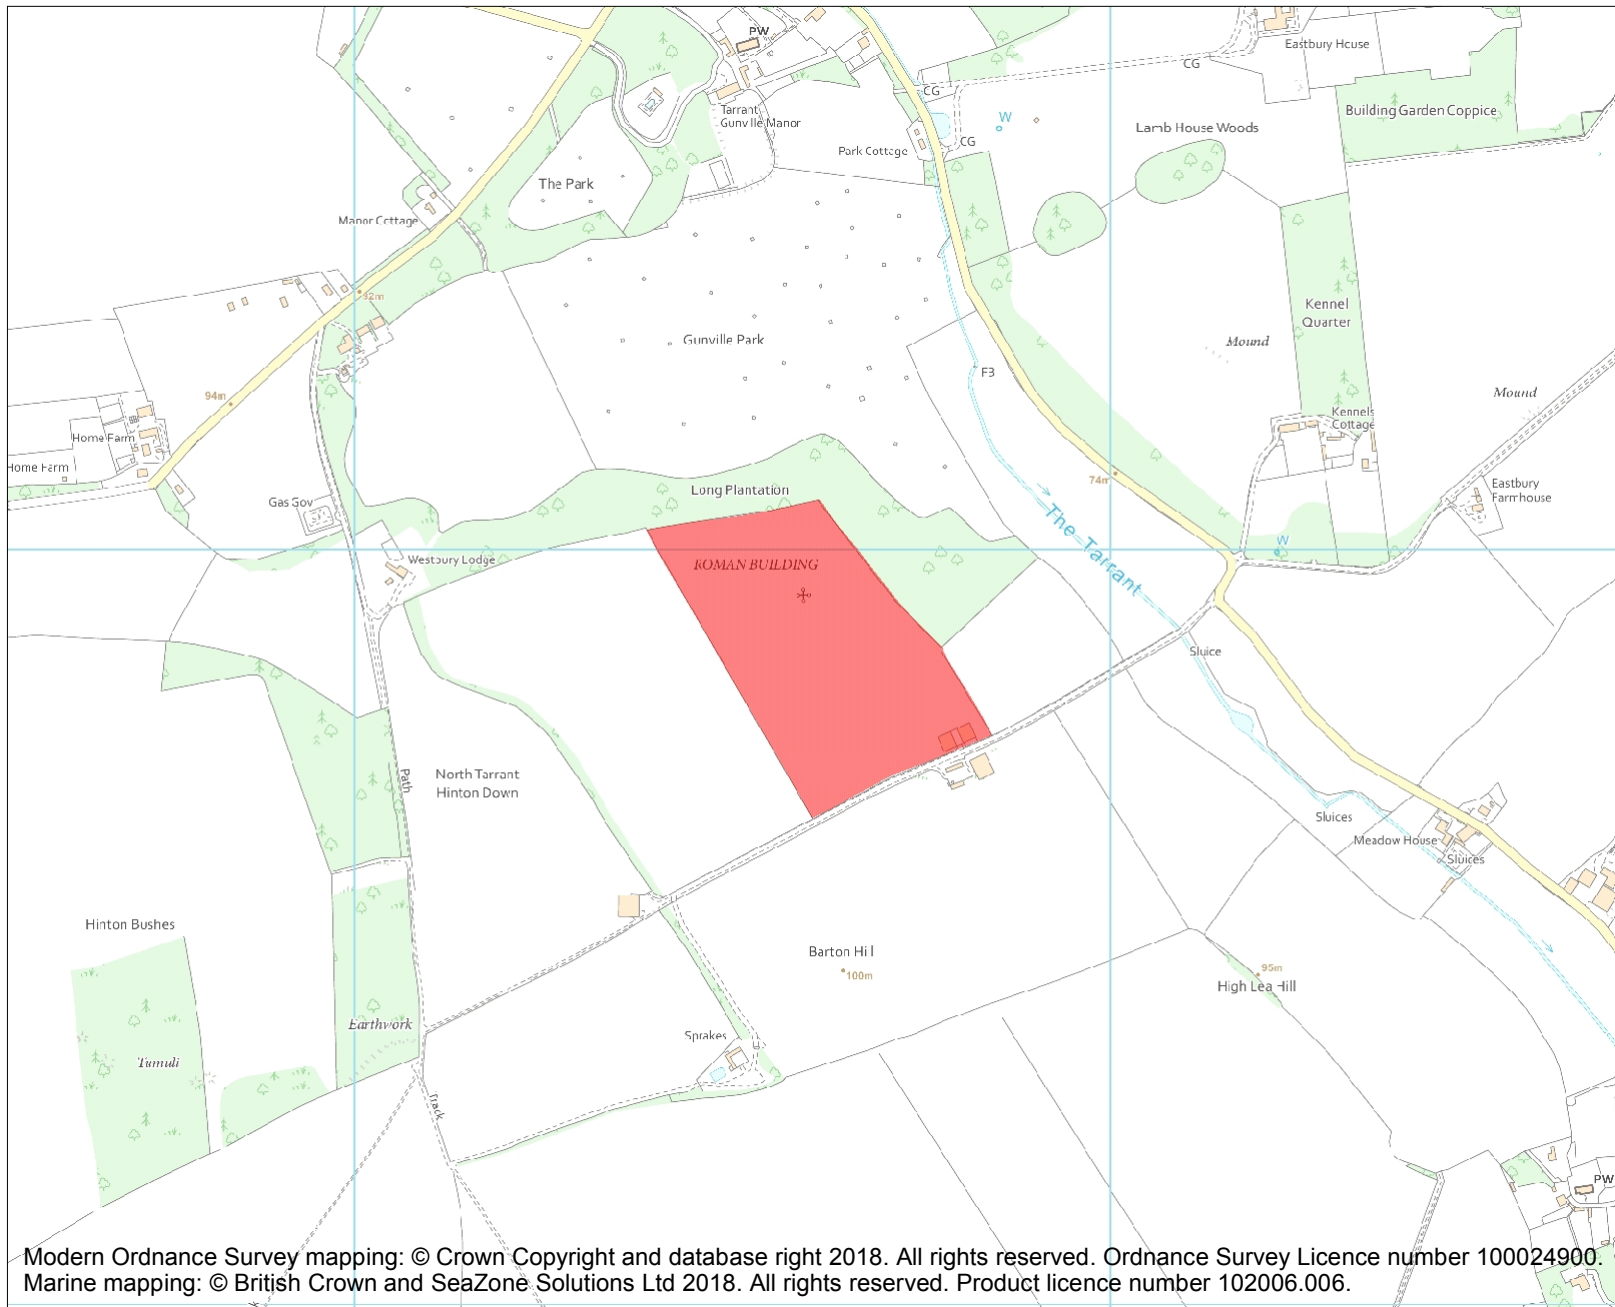 PW
Eastbury House
CG
CG
Tarrant
Gunville Manor
W
Building Garden Coppice
Lamb House Woods
Park Cottage
CG
The Park
Manor Cottage
92m
Kennel
Quarter
Gunville Park
Mound
F3
94m
Mound
Kennels
Cottage
Home Farm
Home Farm
74m
Long Plantation
Eastbury
Farmhouse
Gas Gov
The Tarrant
W
Westbury Lodge
ROMAN BUILDING
Sluice
Path
North Tarrant
Hinton Down
Sluices
Meadow House
Sluices
Hinton Bushes
Barton Hill
100m
95m
High Lea Hill
Earthwork
Sprakes
Tumuli
Track
PW
Modern Ordnance Survey mapping: © Crown Copyright and database right 2018. All rights reserved. Ordnance Survey Licence number 100024900.
Marine mapping: © British Crown and SeaZone Solutions Ltd 2018. All rights reserved. Product licence number 102006.006.